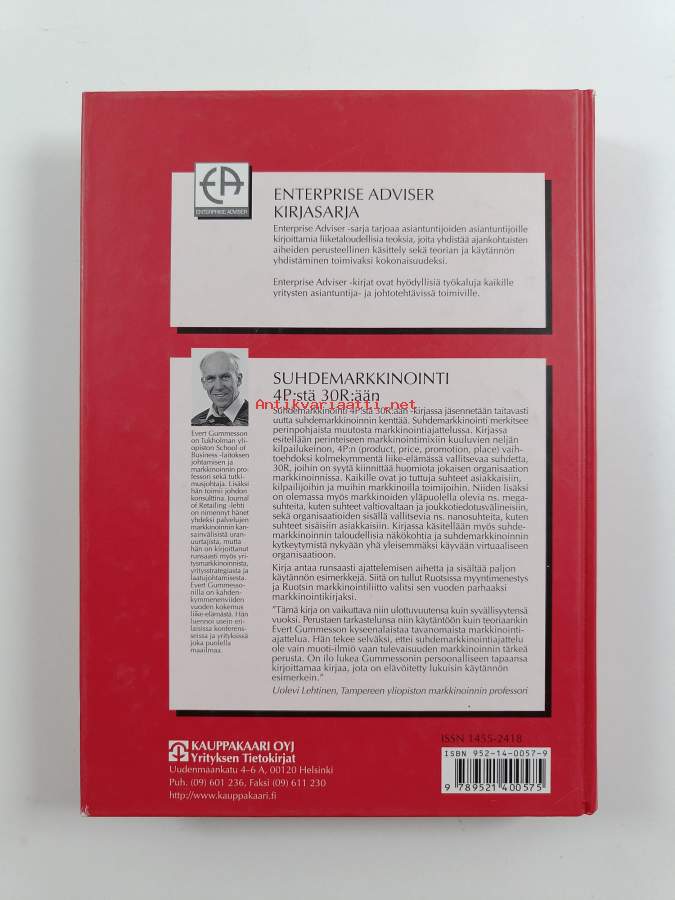 EA
ENTERPRISE ADVISER
ENTERPRISE ADVISER
KIRJASARJA
Enterprise Adviser -sarja tarjoaa asiantuntijoiden asiantuntijoille
kirjoittamia liiketaloudellisia teoksia, joita yhdistää ajankohtaisten
aiheiden perusteellinen käsittely sekä teorian ja käytännön
yhdistäminen toimivaksi kokonaisuudeksi.
Enterprise Adviser -kirjat ovat hyödyllisiä työkaluja kaikille
yritysten asiantuntija- ja johtotehtävissä toimiville.
Evert Gummesson
on Tukholman yli-
opiston School of
Business -laitoksen
johtamisen ja
markkinoinnin pro-
fessori sekä tutki-
musjohtaja. Lisäksi
hän toimii johdon
konsulttina. Journal
of Retailing -lehti
on nimennyt hänet
yhdeksi palvelujen
markkinoinnin kan-
sainvälisistä uran-
uurtajista, mutta
hän on kirjoittanut
runsaasti myös yri-
tysmarkkinoinnista,
yritysstrategiasta ja
laatujohtamisesta.
Evert Gummesso-
nilla on kahden-
kymmenenviiden
vuoden kokemus
liike-elämästä. Hän
luennoi usein eri-
laisissa konferens-
seissa ja yrityksissä
joka puolella
maailmaa.
SUHDEMARKKINOINTI
4P:stä 30R:ään
Antikvariaatti.net
Suhdemarkkinointi 4P:stä 30R:ään -kirjassa jäsennetään taitavasti
uutta suhdemarkkinoinnin kenttää. Suhdemarkkinointi merkitsee
perinpohjaista muutosta markkinointiajattelussa. Kirjassa
esitellään perinteiseen markkinointimixiin kuuluvien neljän
kilpailukeinon, 4P:n (product, price, promotion, place) vaih-
toehdoksi kolmekymmentä liike-elämässä vallitsevaa suhdetta,
30R, joihin on syytä kiinnittää huomiota jokaisen organisaation
markkinoinnissa. Kaikille ovat jo tuttuja suhteet asiakkaisiin,
kilpailijoihin ja muihin markkinoilla toimijoihin. Niiden lisäksi
on olemassa myös markkinoiden yläpuolella olevia ns. mega-
suhteita, kuten suhteet valtiovaltaan ja joukkotiedotusvälineisiin,
sekä organisaatioiden sisällä vallitsevia ns. nanosuhteita, kuten
suhteet sisäisiin asiakkaisiin. Kirjassa käsitellään myös suhde-
markkinoinnin taloudellisia näkökohtia ja suhdemarkkinoinnin
kytkeytymistä nykyään yhä yleisemmäksi käyvään virtuaaliseen
organisaatioon.
Kirja antaa runsaasti ajattelemisen aihetta ja sisältää paljon
käytännön esimerkkejä. Siitä on tullut Ruotsissa myyntimenestys
ja Ruotsin markkinointiliitto valitsi sen vuoden parhaaksi
markkinointikirjaksi.
"Tämä kirja on vaikuttava niin ulottuvuutensa kuin syvällisyytensä
vuoksi. Perustaen tarkastelunsa niin käytäntöön kuin teoriaankin
Evert Gummesson kyseenalaistaa tavanomaista markkinointi-
ajattelua. Hän tekee selväksi, ettei suhdemarkkinointiajattelu
ole vain muoti-ilmiö vaan tulevaisuuden markkinoinnin tärkeä
perusta. On ilo lukea Gummessonin persoonalliseen tapaansa
kirjoittamaa kirjaa, jota on elävöitetty lukuisin käytännön
esimerkein."
Uolevi Lehtinen, Tampereen yliopiston markkinoinnin professori
KAUPPAKAARI OYJ
Yrityksen Tietokirjat
Uudenmaankatu 4–6 A, 00120 Helsinki
Puh. (09) 601 236, Faksi (09) 611 230
http://www.kauppakaari.fi
ISSN 1455-2418
ISBN 952-14-0057-9
9 789521 400575